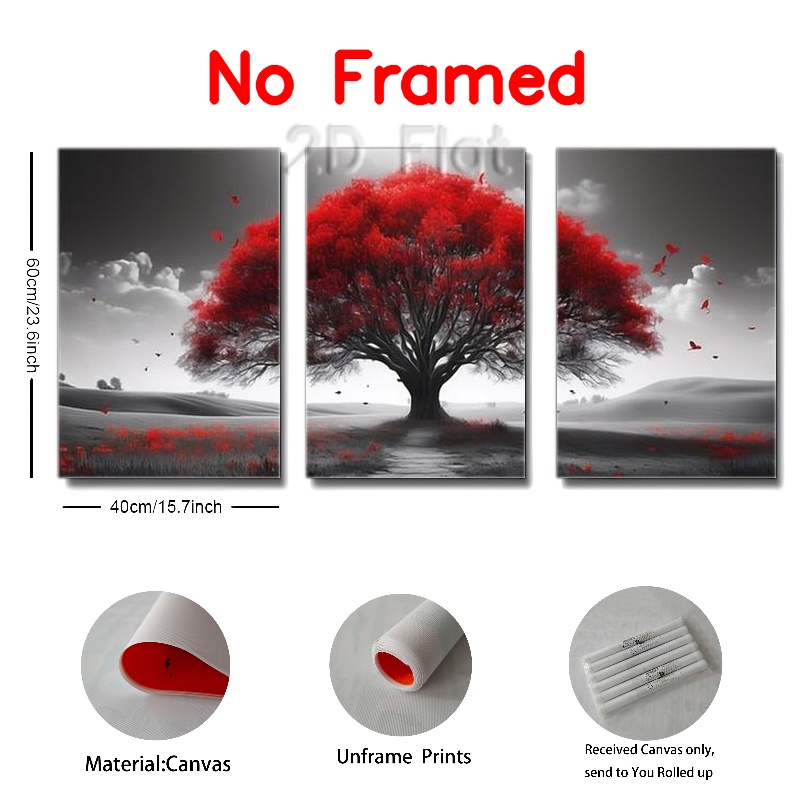 No Framed
2D Flat
60cm/23.6inch
40cm/15.7inch
Material:Canvas
Unframe Prints
Received Canvas only,
send to You Rolled up